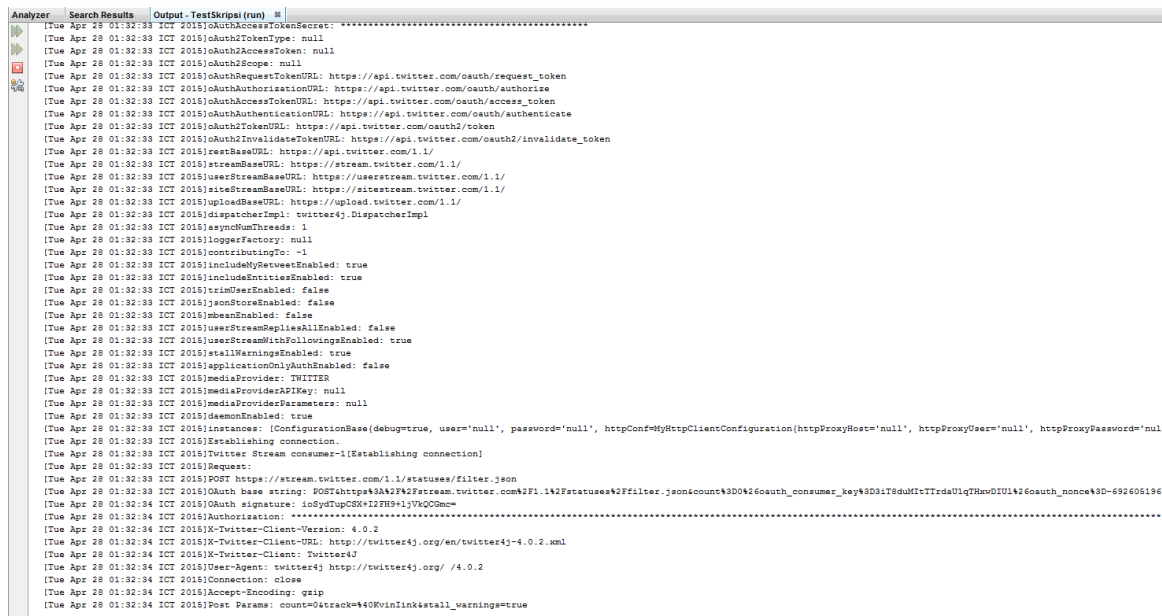 Analyzer Search Results Output - TestSkripsi (run)
[Tue Apr 28 01:32:33 ICT 2015]oAuthAccessTokenSecret: ******************************************
[Tue Apr 28 01:32:33 ICT 2015]oAuth2TokenType: null
[Tue Apr 28 01:32:33 ICT 2015]oAuth2AccessToken: null
[Tue Apr 28 01:32:33 ICT 2015]oAuth2Scope: null
[Tue Apr 28 01:32:33 ICT 2015]oAuthRequestTokenURL: https://api.twitter.com/oauth/request_token
[Tue Apr 28 01:32:33 ICT 2015]oAuthAuthorizationURL: https://api.twitter.com/oauth/authorize
[Tue Apr 28 01:32:33 ICT 2015]oAuthAccessTokenURL: https://api.twitter.com/oauth/access_token
[Tue Apr 28 01:32:33 ICT 2015]oAuthAuthenticationURL: https://api.twitter.com/oauth/authenticate
[Tue Apr 28 01:32:33 ICT 2015]oAuth2TokenURL: https://api.twitter.com/oauth2/token
[Tue Apr 28 01:32:33 ICT 2015]oAuth2InvalidateTokenURL: https://api.twitter.com/oauth2/invalidate_token
[Tue Apr 28 01:32:33 ICT 2015]restBaseURL: https://api.twitter.com/1.1/
[Tue Apr 28 01:32:33 ICT 2015]streamBaseURL: https://stream.twitter.com/1.1/
[Tue Apr 28 01:32:33 ICT 2015]userStreamBaseURL: https://userstream.twitter.com/1.1/
[Tue Apr 28 01:32:33 ICT 2015]siteStreamBaseURL: https://sitestream.twitter.com/1.1/
[Tue Apr 28 01:32:33 ICT 2015]uploadBaseURL: https://upload.twitter.com/1.1/
[Tue Apr 28 01:32:33 ICT 2015]dispatcherImpl: twitter4j.DispatcherImpl
[Tue Apr 28 01:32:33 ICT 2015]asyncNumThreads: 1
[Tue Apr 28 01:32:33 ICT 2015]loggerFactory: null
[Tue Apr 28 01:32:33 ICT 2015]contributingTo: -1
[Tue Apr 28 01:32:33 ICT 2015]includeMyRetweetEnabled: true
[Tue Apr 28 01:32:33 ICT 2015]includeEntitiesEnabled: true
[Tue Apr 28 01:32:33 ICT 2015]trimUserEnabled: false
[Tue Apr 28 01:32:33 ICT 2015]jsonStoreEnabled: false
[Tue Apr 28 01:32:33 ICT 2015]mbeanEnabled: false
[Tue Apr 28 01:32:33 ICT 2015]userStreamRepliesAllEnabled: false
[Tue Apr 28 01:32:33 ICT 2015]userStreamWithFollowingsEnabled: true
[Tue Apr 28 01:32:33 ICT 2015]stallWarningsEnabled: true
[Tue Apr 28 01:32:33 ICT 2015]applicationOnlyAuthEnabled: false
[Tue Apr 28 01:32:33 ICT 2015]mediaProvider: TWITTER
[Tue Apr 28 01:32:33 ICT 2015]mediaProviderAPIKey: null
[Tue Apr 28 01:32:33 ICT 2015]mediaProviderParameters: null
[Tue Apr 28 01:32:33 ICT 2015]daemonEnabled: true
[Tue Apr 28 01:32:33 ICT 2015]instances: [ConfigurationBase{debug=true, user='null', password='null', httpConf=MyHttpClientConfiguration{httpProxyHost='null', httpProxyUser='null', httpProxyPassword='nul
[Tue Apr 28 01:32:33 ICT 2015]Establishing connection.
[Tue Apr 28 01:32:33 ICT 2015]Twitter Stream consumer-1[Establishing connection]
[Tue Apr 28 01:32:33 ICT 2015]Request:
[Tue Apr 28 01:32:33 ICT 2015]POST https://stream.twitter.com/1.1/statuses/filter.json
[Tue Apr 28 01:32:34 ICT 2015]OAuth base string: POST&https%3A%2F%2Fstream.twitter.com%2F1.1%2Fstatuses%2Ffilter.json&count%3D0%26oauth_consumer_key%3D3iT8duMItTTrdaUlqTHxwDIUl%26oauth_nonce%3D-692605196
[Tue Apr 28 01:32:34 ICT 2015]OAuth signature: ioSydTupCSX+I2FH9+ljVkQCGmc=
[Tue Apr 28 01:32:34 ICT 2015]Authorization: ****************************************************************************************************************************************************
[Tue Apr 28 01:32:34 ICT 2015]X-Twitter-Client-Version: 4.0.2
[Tue Apr 28 01:32:34 ICT 2015]X-Twitter-Client-URL: http://twitter4j.org/en/twitter4j-4.0.2.xml
[Tue Apr 28 01:32:34 ICT 2015]X-Twitter-Client: Twitter4J
[Tue Apr 28 01:32:34 ICT 2015]User-Agent: twitter4j http://twitter4j.org/ /4.0.2
[Tue Apr 28 01:32:34 ICT 2015]Connection: close
[Tue Apr 28 01:32:34 ICT 2015]Accept-Encoding: gzip
[Tue Apr 28 01:32:34 ICT 2015]Post Params: count=0&track=%40KvinIink&stall_warnings=true